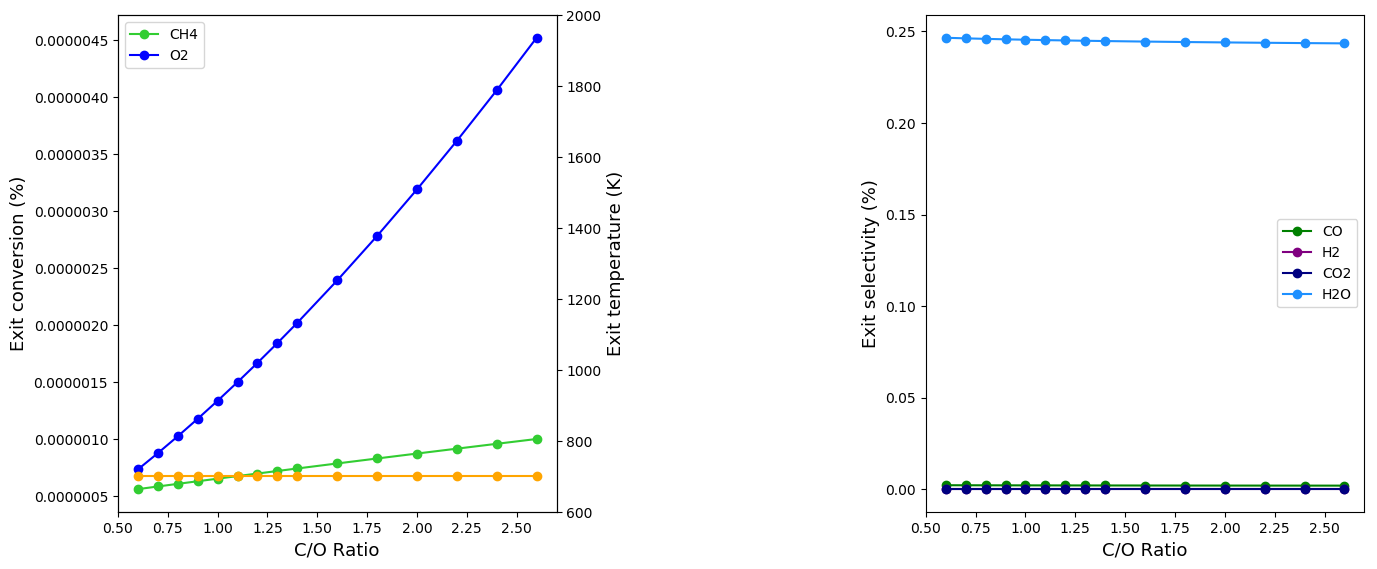 Exit conversion (%)
0.0000045
0.0000040
0.0000035
0.0000030
0.0000025
0.0000020
0.0000015
0.0000010
0.0000005
CH4
O2
0.50 0.75 1.00 1.25 1.50 1.75 2.00 2.25 2.50
C/O Ratio
2000
1800
1600
1400
1200
1000
800
600
Exit temperature (K)
Exit selectivity (%)
0.25
0.20
0.15
0.10
0.05
0.00
CO
H2
CO2
H2O
0.50 0.75 1.00 1.25 1.50 1.75 2.00 2.25 2.50
C/O Ratio